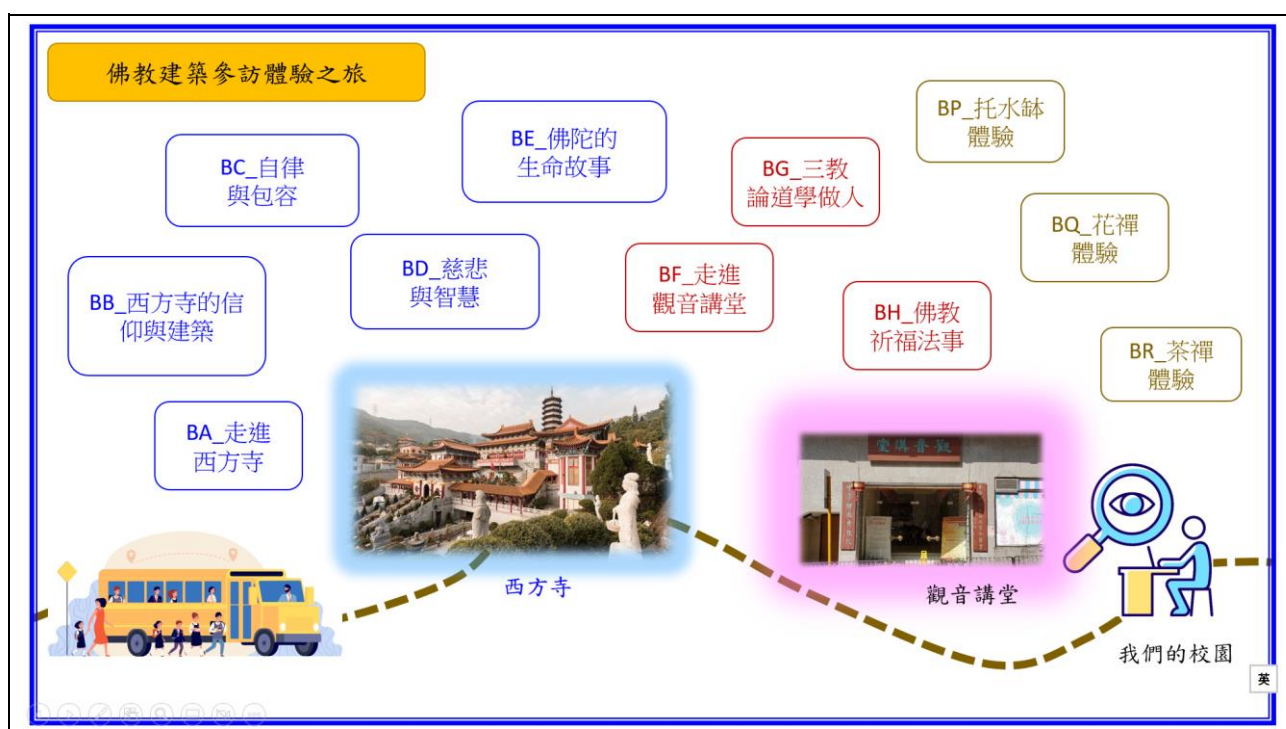 佛教建築參訪體驗之旅
BP_托水缽
體驗
BE_佛陀的
生命故事
BC_自律
與包容
BG_三教
論道學做人
BQ_花禪
體驗
BD_慈悲
與智慧
BF_走進
觀音講堂
BB_西方寺的信
仰與建築
BH_佛教
祈福法事
BR_茶禪
體驗
BA_走進
西方寺
堂講音觀
西方寺
觀音講堂
我們的校園
英